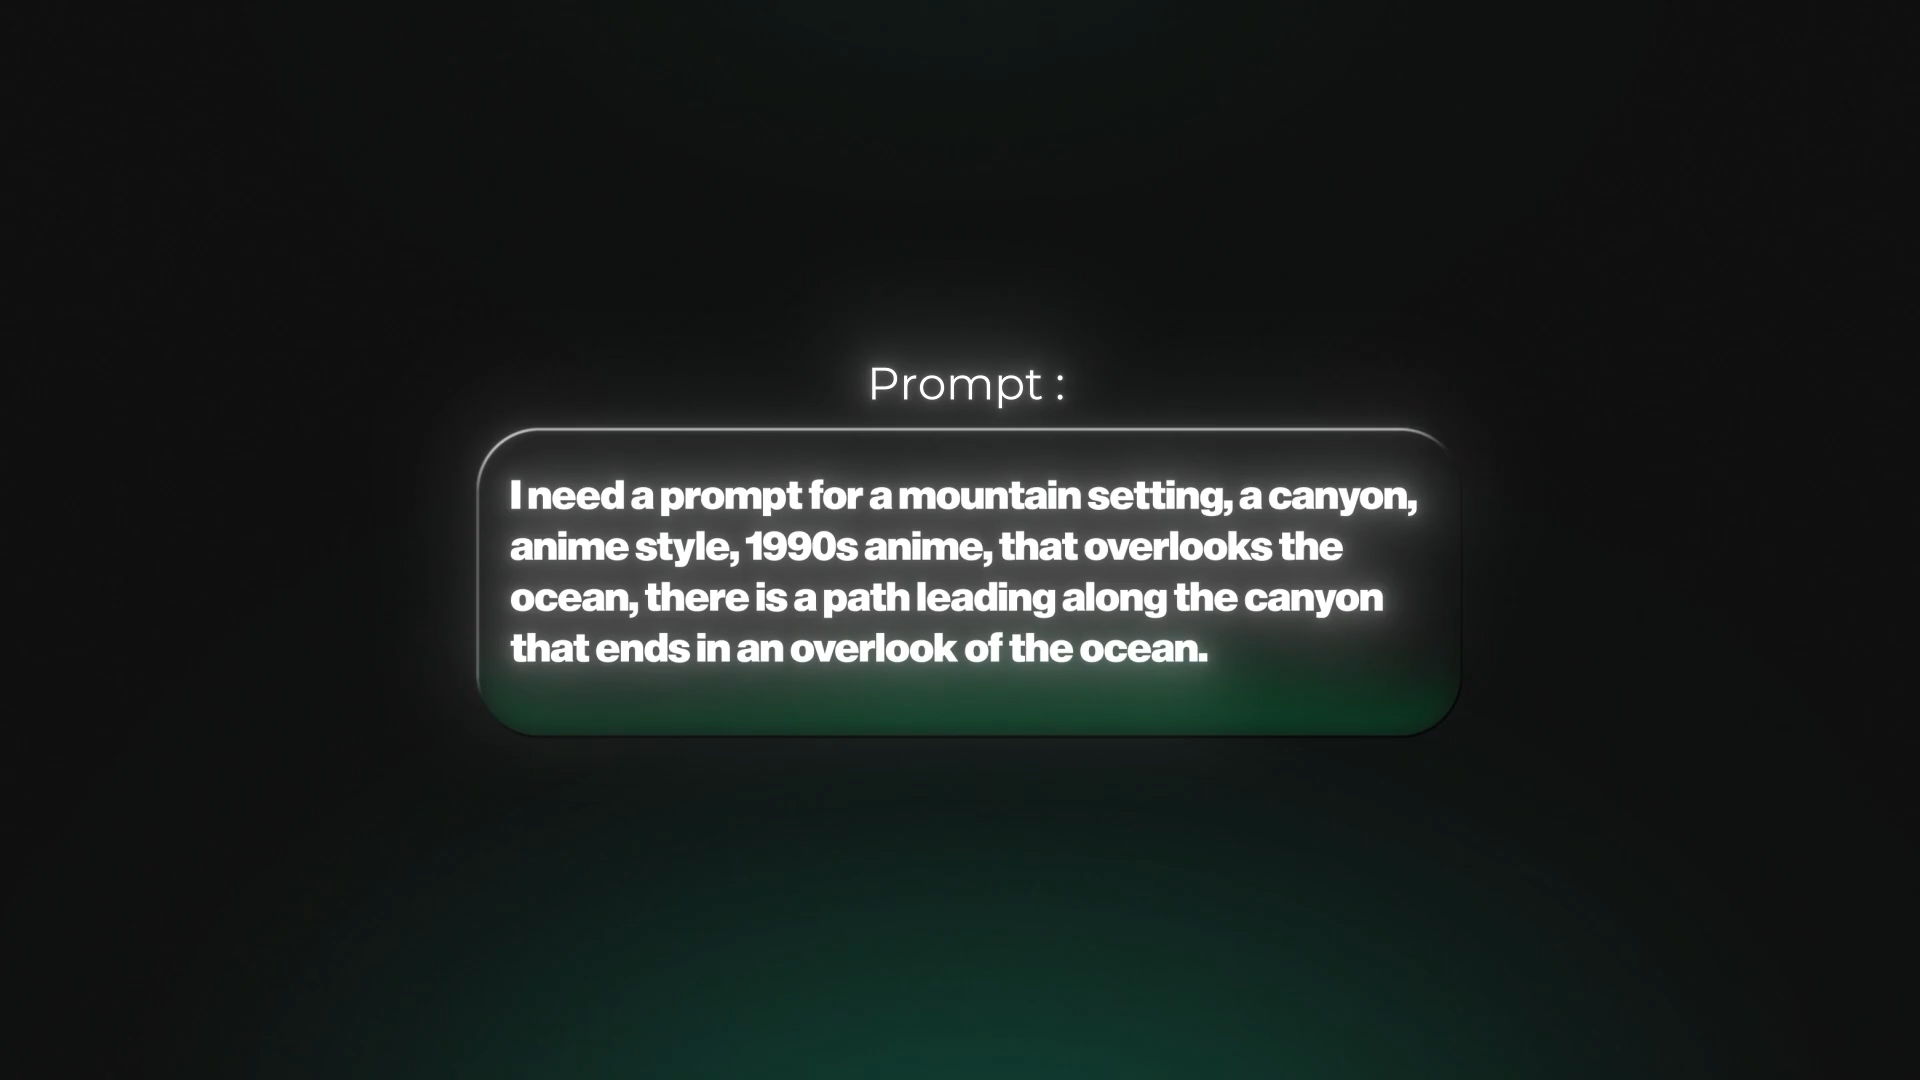 Prompt :
I need a prompt for a mountain setting, a canyon,
anime style, 1990s anime, that overlooks the
ocean, there is a path leading along the canyon
that ends in an overlook of the ocean.